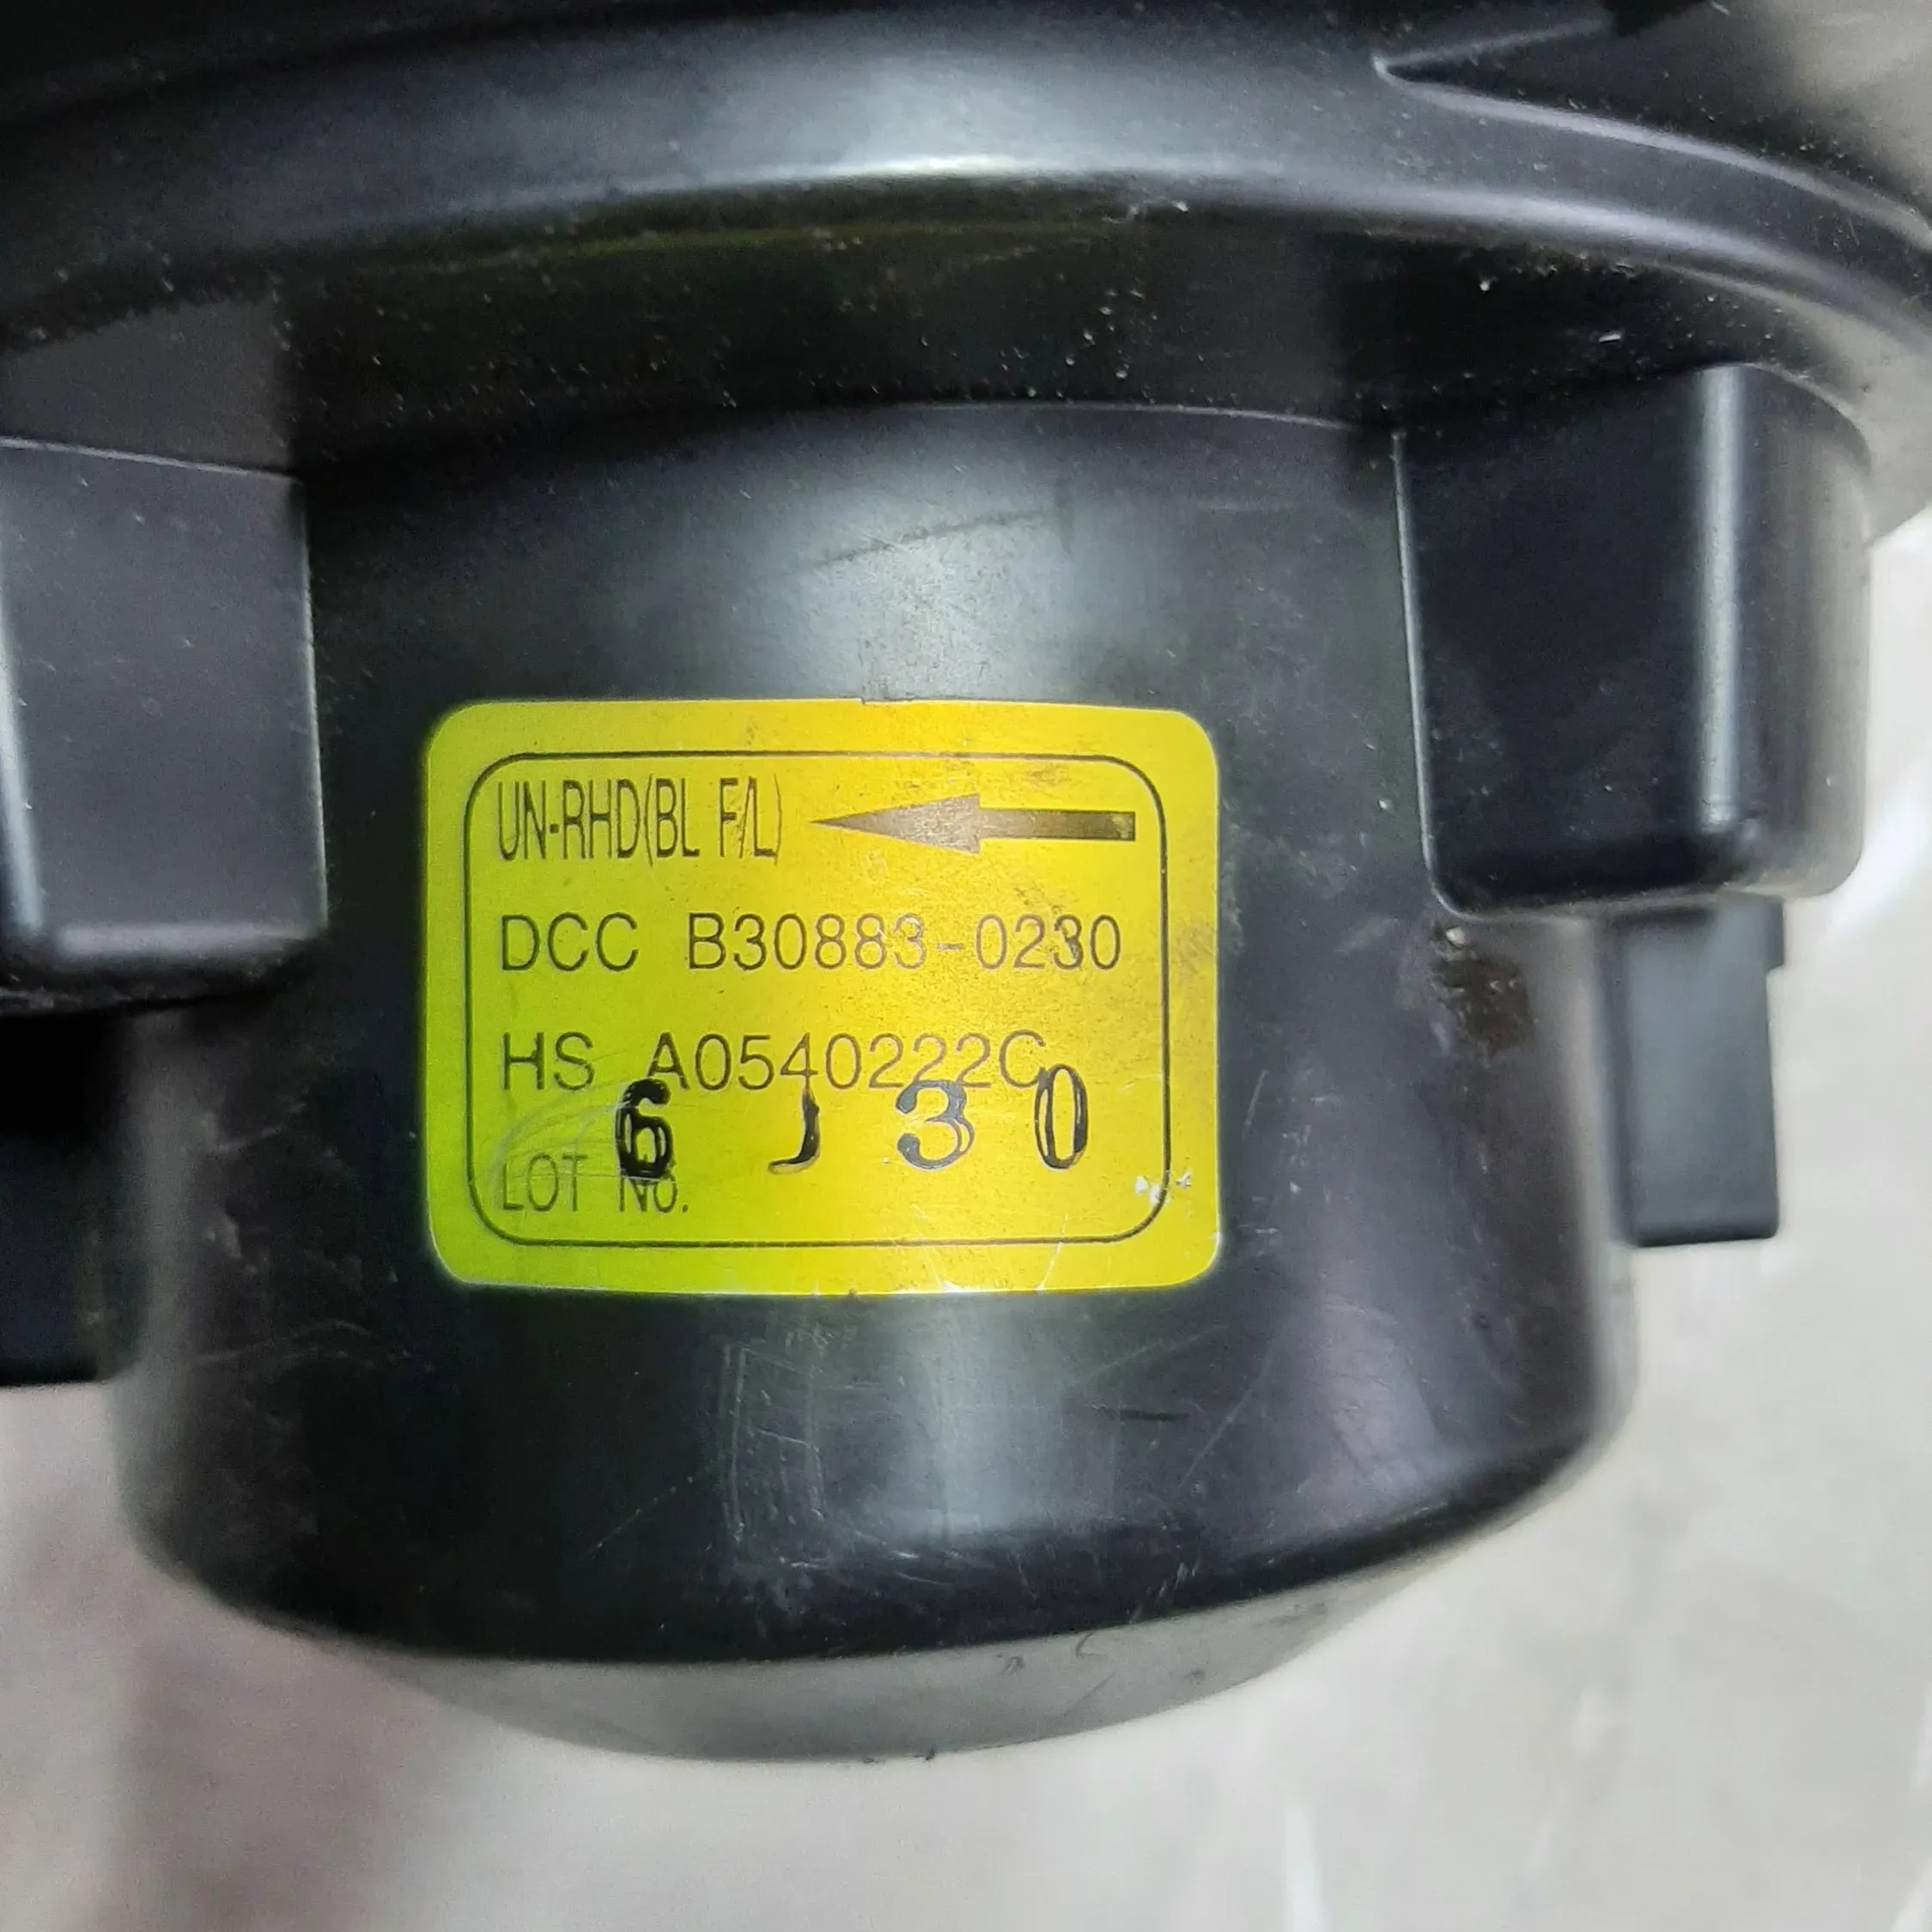 UN-RHD(BL F/L)
DCC B30883-0230
HS A0540222C
6 J 3 0
LOT No.